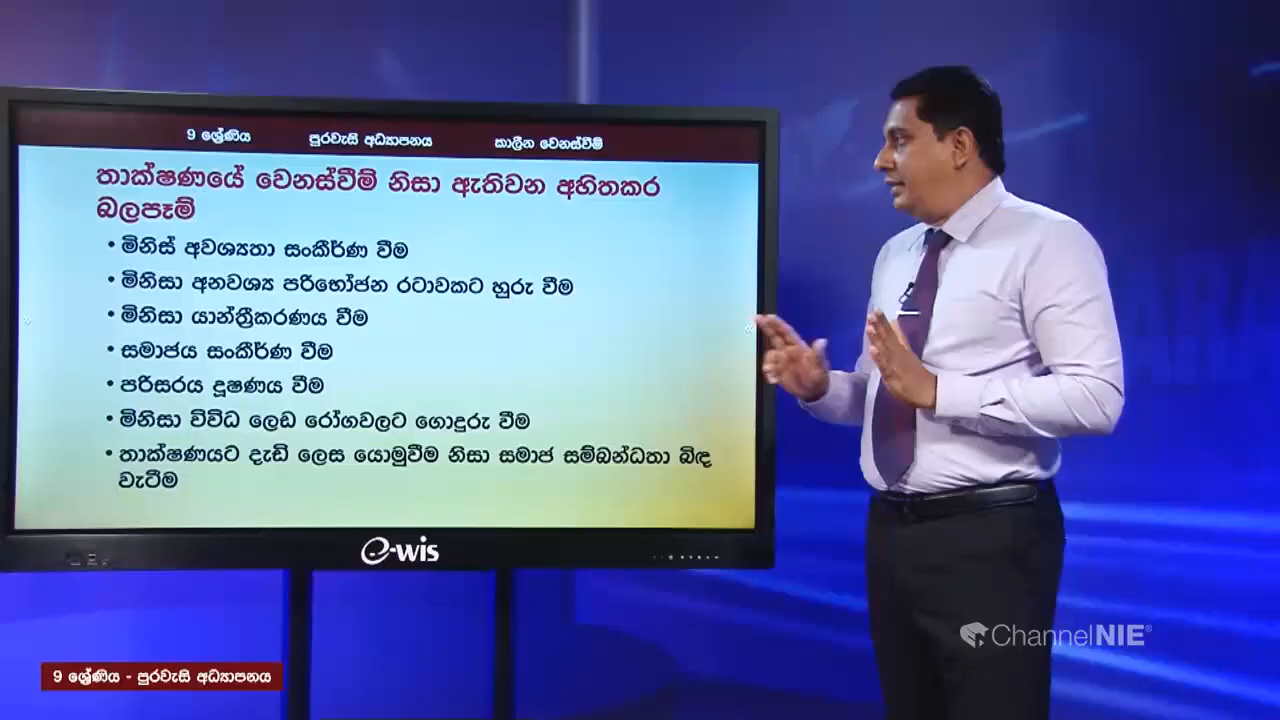 9 ශ්‍රේණිය පුරවැසි අධ්‍යාපනය කාලීන වෙනස්වීම්
තාක්ෂණයේ වෙනස්වීම් නිසා ඇතිවන අහිතකර
බලපෑම්
• මිනිස් අවශ්‍යතා සංකීර්ණ වීම
• මිනිසා අනවශ්‍ය පරිභෝජන රටාවකට හුරු වීම
• මිනිසා යාන්ත්‍රීකරණය වීම
• සමාජය සංකීර්ණ වීම
• පරිසරය දූෂණය වීම
• මිනිසා විවිධ ලෙඩ රෝගවලට ගොදුරු වීම
• තාක්ෂණයට දැඩි ලෙස යොමුවීම නිසා සමාජ සම්බන්ධතා බිඳ
වැටීම
e-wis
ChannelNIE
9 ශ්‍රේණිය - පුරවැසි අධ්‍යාපනය